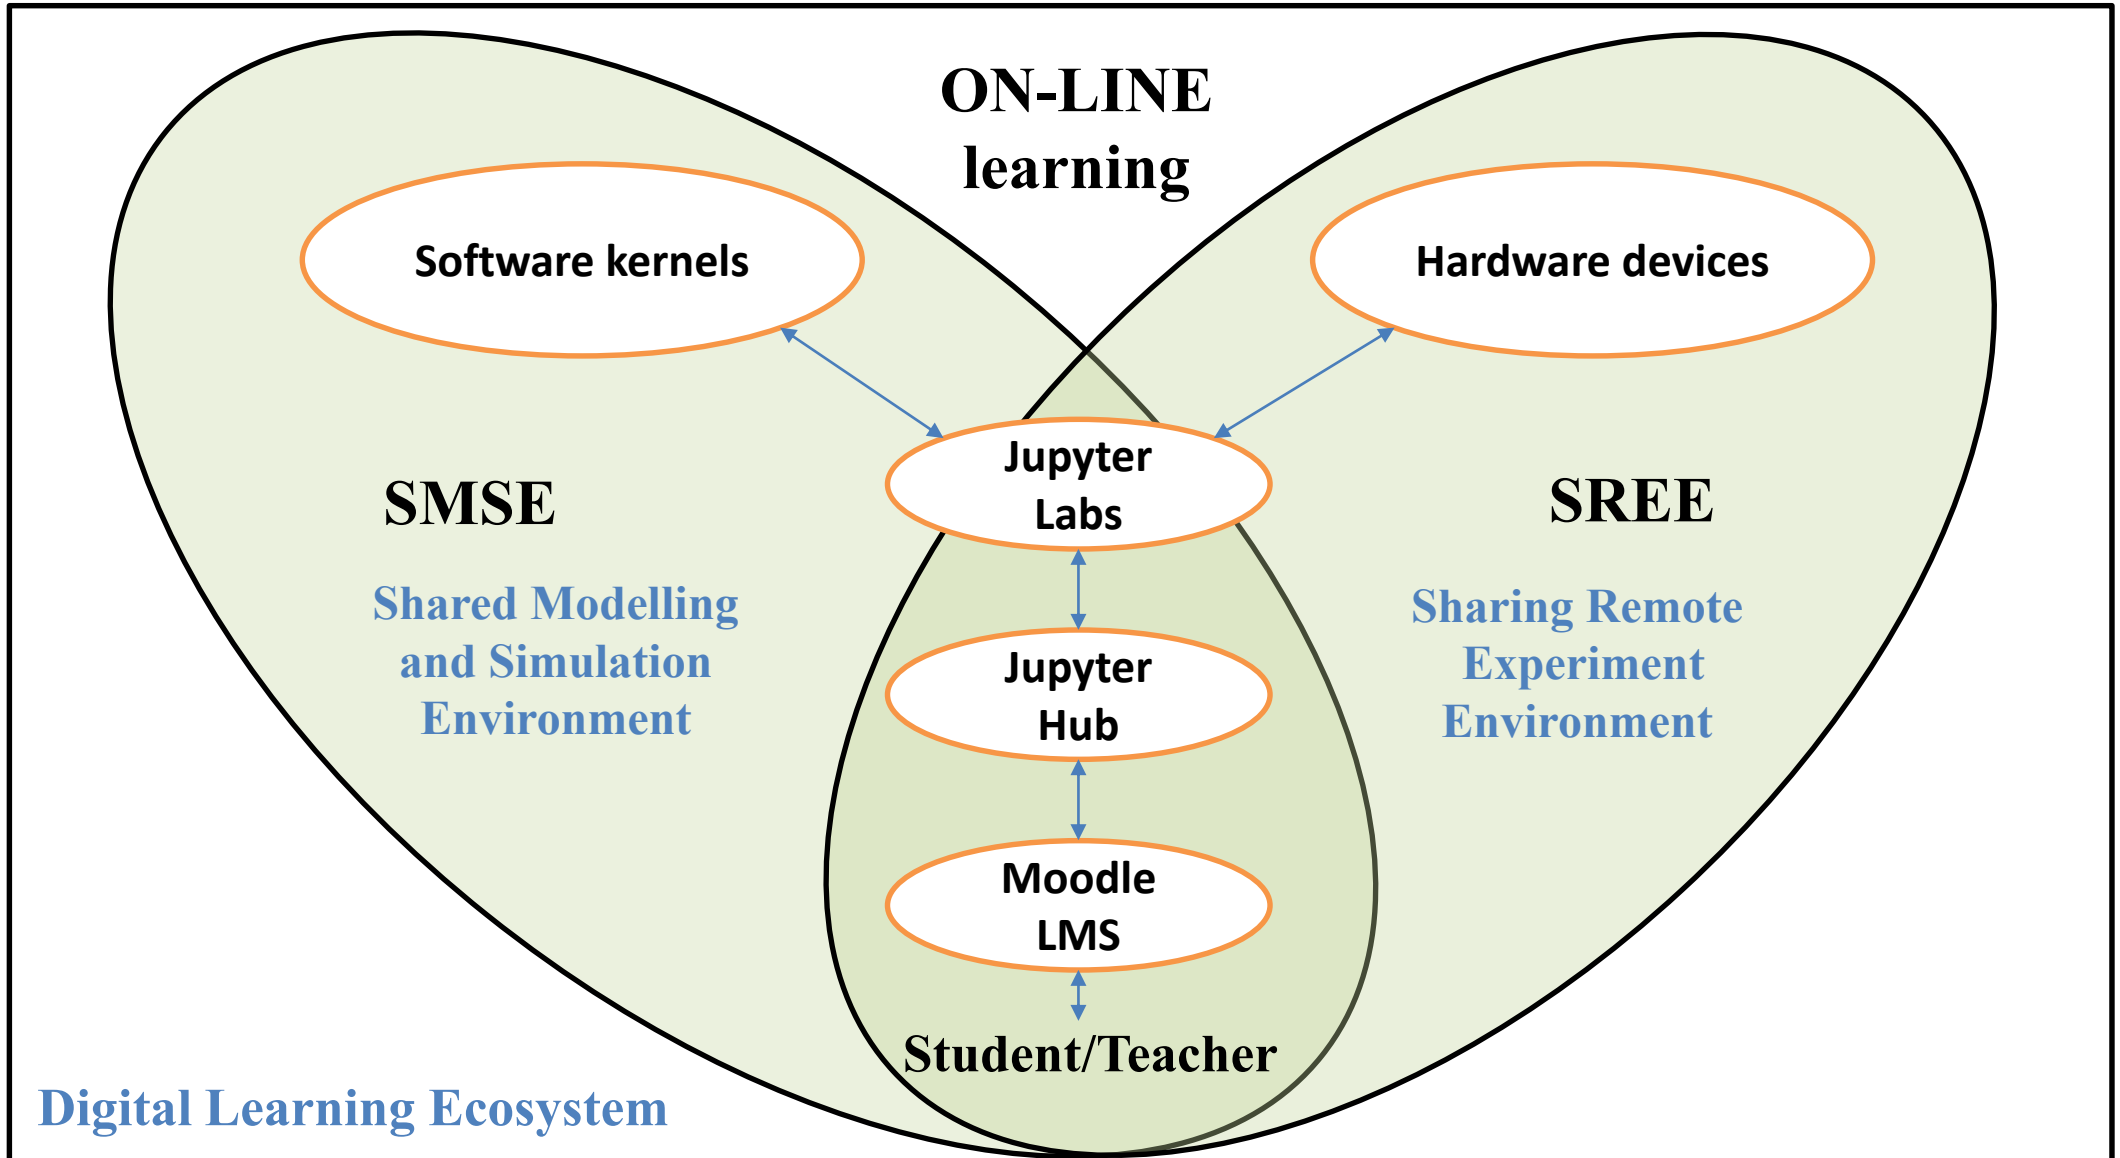 ON-LINE
learning
Software kernels
Hardware devices
Jupyter
Labs
SMSE
SREE
Shared Modelling
and Simulation
Environment
Sharing Remote
Experiment
Environment
Jupyter
Hub
Moodle
LMS
Student/Teacher
Digital Learning Ecosystem